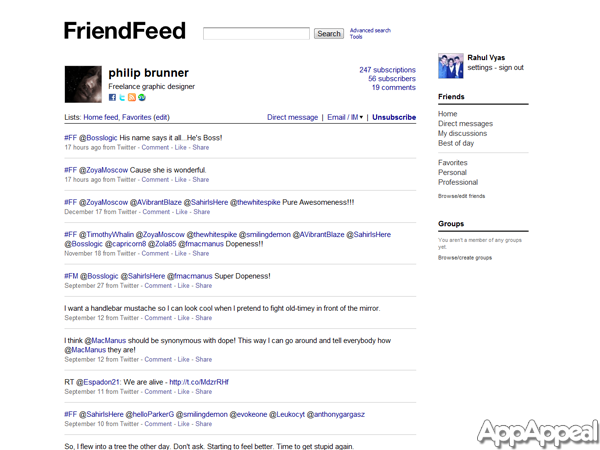 FriendFeed
Search
Advanced search
Tools
philip brunner
Freelance graphic designer
247 subscriptions
56 subscribers
19 comments
Lists: Home feed, Favorites (edit)
Direct message | Email / IM ▾ | Unsubscribe
#FF @Bosslogic His name says it all...He's Boss!
17 hours ago from Twitter - Comment - Like - Share
#FF @ZoyaMoscow Cause she is wonderful.
17 hours ago from Twitter - Comment - Like - Share
#FF @ZoyaMoscow @AVibrantBlaze @SahirIsHere @thewhitespike Pure Awesomeness!!!
December 17 from Twitter - Comment - Like - Share
#FF @TimothyWhalin @ZoyaMoscow @thewhitespike @smilingdemon @AVibrantBlaze @SahirIsHere
@Bosslogic @capricorn8 @Zola85 @fmacmanus Dopeness!!
November 18 from Twitter - Comment - Like - Share
#FM @Bosslogic @SahirIsHere @fmacmanus Super Dopeness!
September 27 from Twitter - Comment - Like - Share
I want a handlebar mustache so I can look cool when I pretend to fight old-timey in front of the mirror.
September 12 from Twitter - Comment - Like - Share
I think @MacManus should be synonymous with dope! This way I can go around and tell everybody how
@MacManus they are!
September 12 from Twitter - Comment - Like - Share
RT @Espadon21: We are alive - http://t.co/MdzrRHf
September 11 from Twitter - Comment - Like - Share
#FF @SahirIsHere @helloParkerG @smilingdemon @evokeone @Leukocyt @anthonygargasz
September 10 from Twitter - Comment - Like - Share
So, I flew into a tree the other day. Don't ask. Starting to feel better. Time to get stupid again.
Rahul Vyas
settings - sign out
Friends
Home
Direct messages
My discussions
Best of day
Favorites
Personal
Professional
Browse/edit friends
Groups
You aren't a member of any groups
yet.
Browse/create groups
AppAppeal